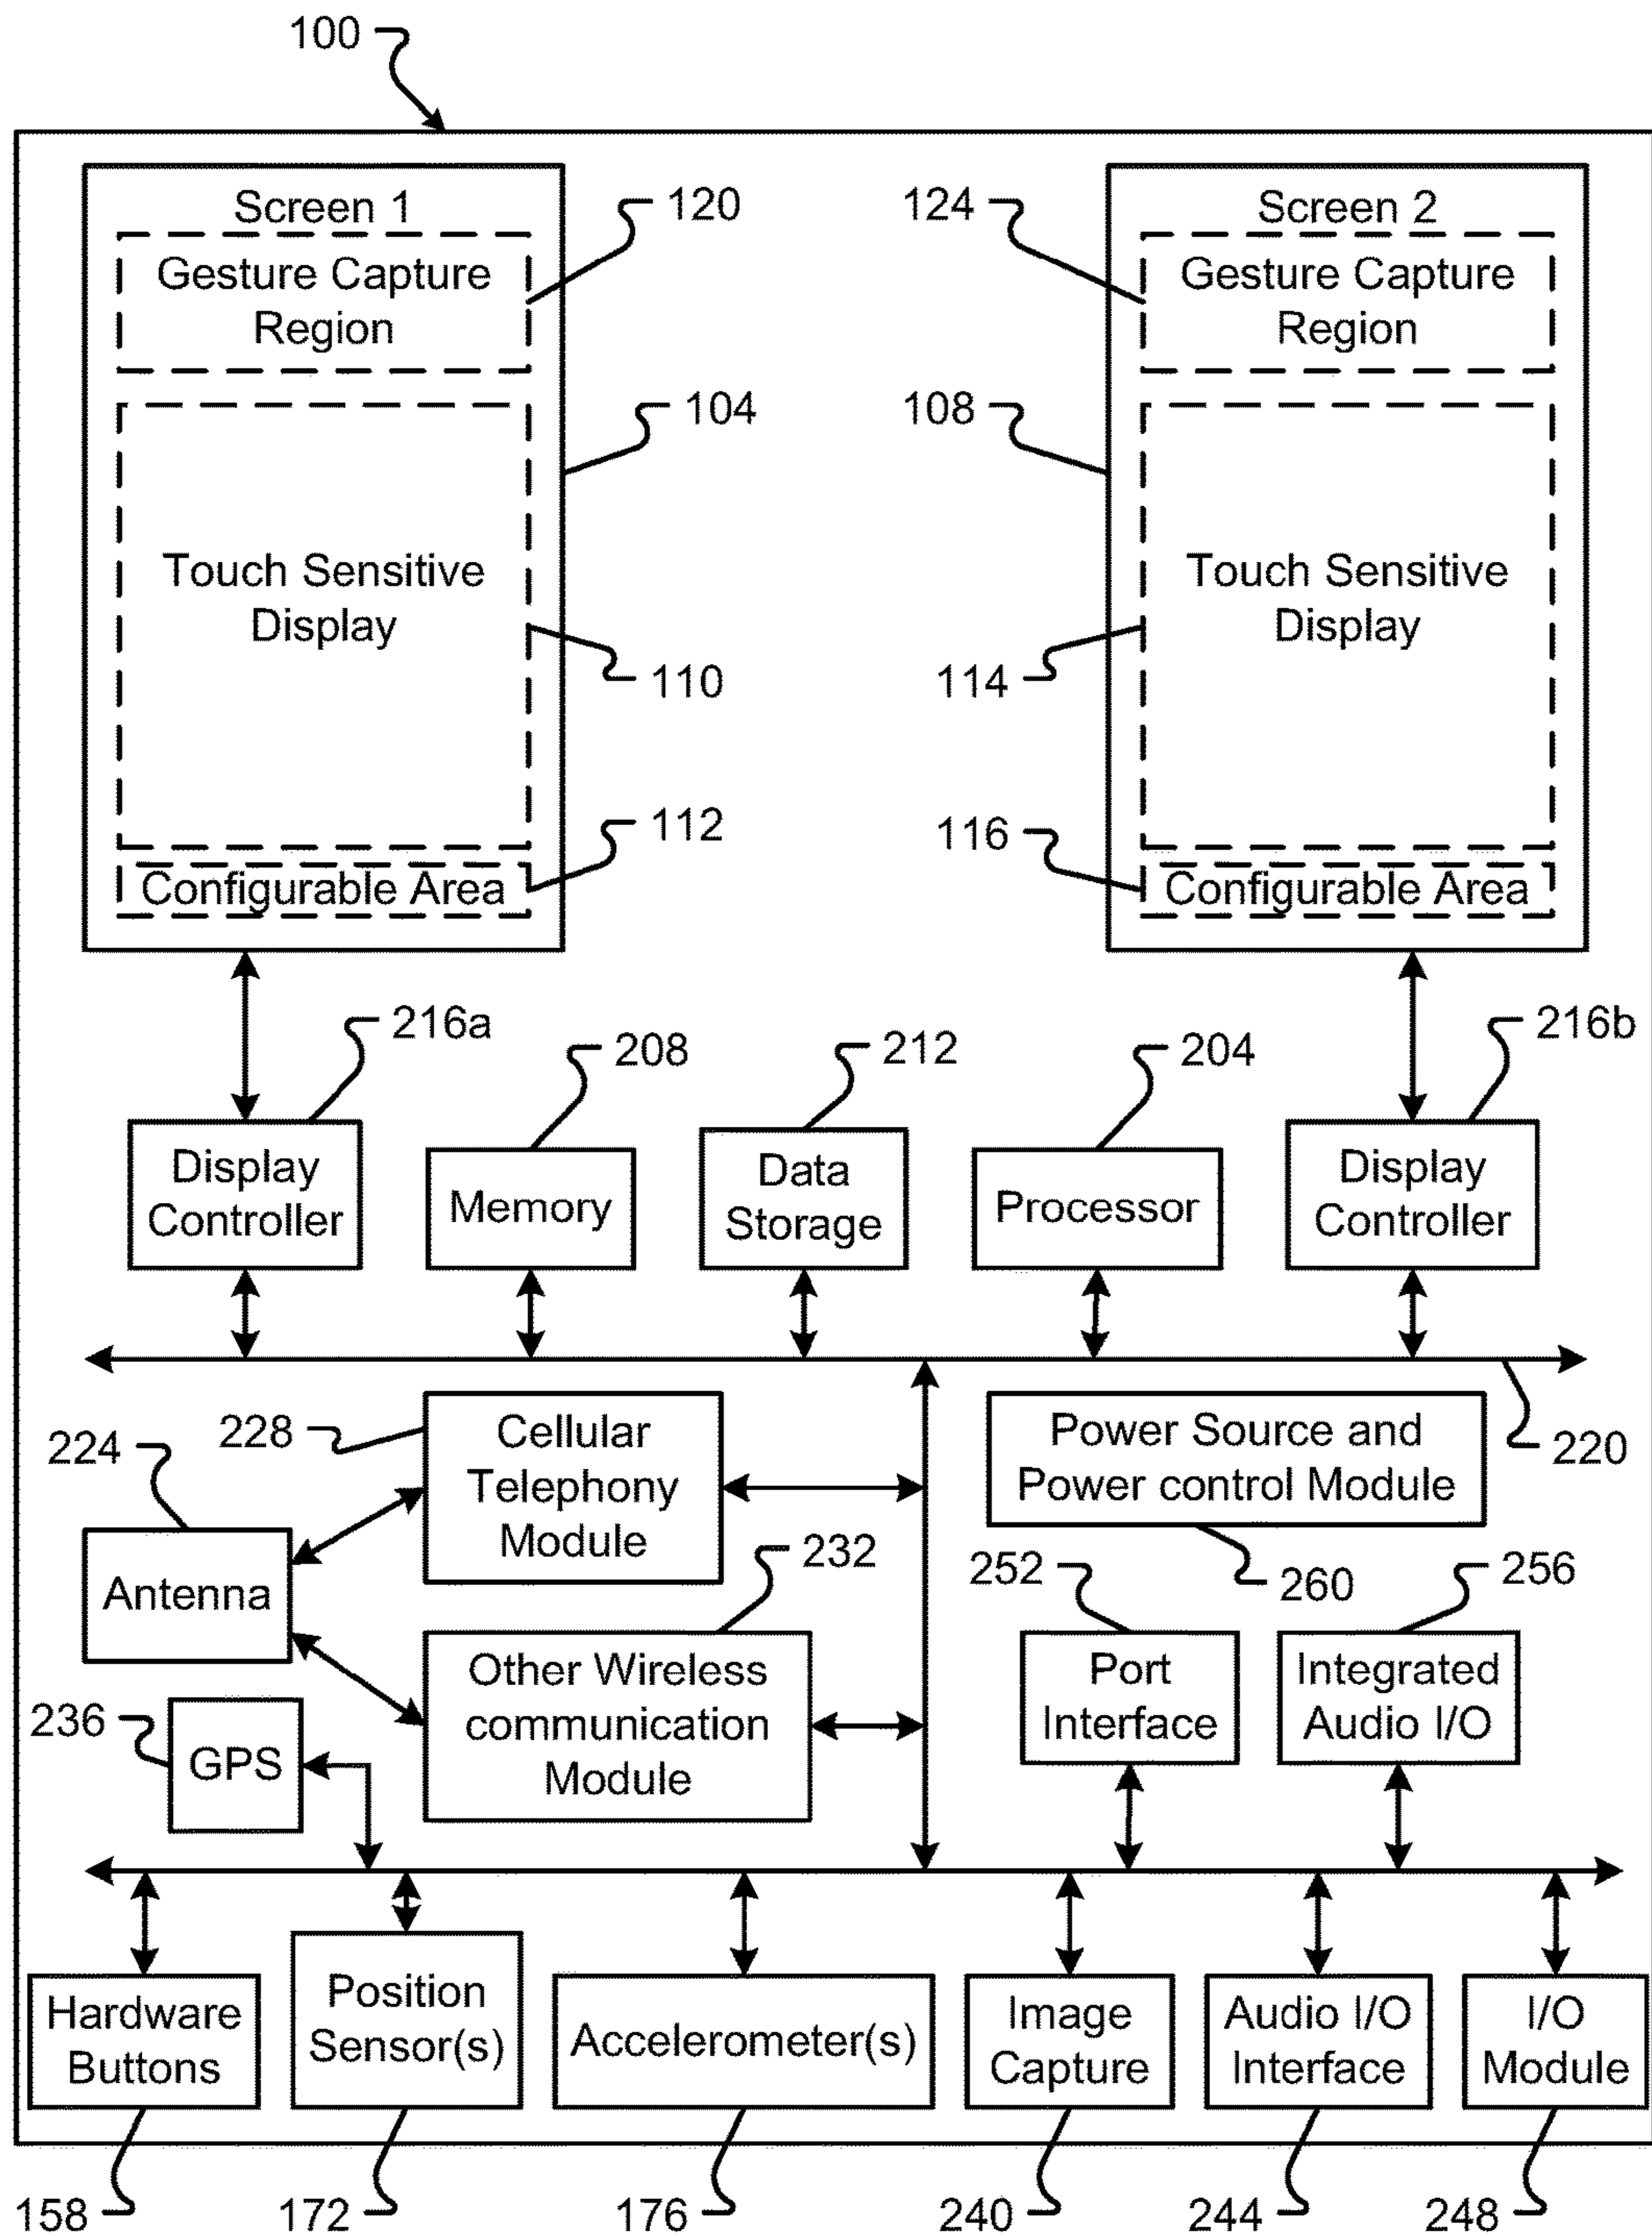 100
Screen 1
120
124
Screen 2
Gesture Capture
Region
Gesture Capture
Region
104
108
Touch Sensitive
Display
Touch Sensitive
Display
110
114
112
116
Configurable Area
Configurable Area
216a
208
212
204
216b
Display
Controller
Memory
Data
Storage
Processor
Display
Controller
228
224
Cellular
Telephony
Module
Power Source and
Power control Module
220
232
252
260
256
Antenna
Other Wireless
communication
Module
Port
Interface
Integrated
Audio I/O
236
GPS
Hardware
Buttons
Position
Sensor(s)
Accelerometer(s)
Image
Capture
Audio I/O
Interface
I/O
Module
158
172
176
240
244
248